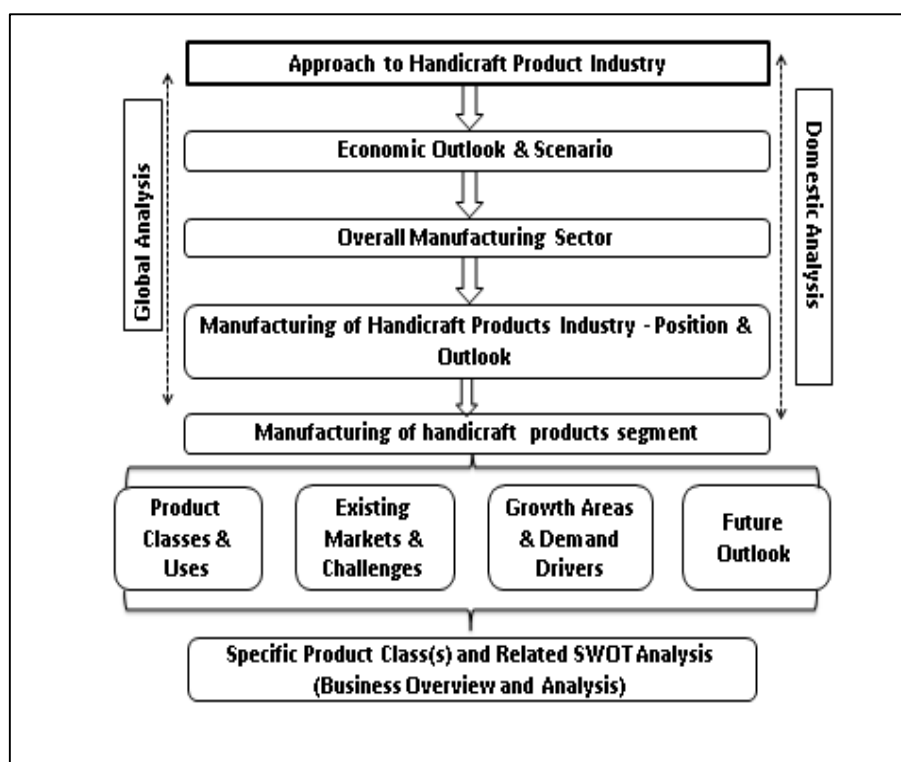 Approach to Handicraft Product Industry
Global Analysis
Domestic Analysis
Economic Outlook & Scenario
Overall Manufacturing Sector
Manufacturing of Handicraft Products Industry - Position &
Outlook
Manufacturing of handicraft products segment
Product
Classes &
Uses
Existing
Markets &
Challenges
Growth Areas
& Demand
Drivers
Future
Outlook
Specific Product Class(s) and Related SWOT Analysis
(Business Overview and Analysis)